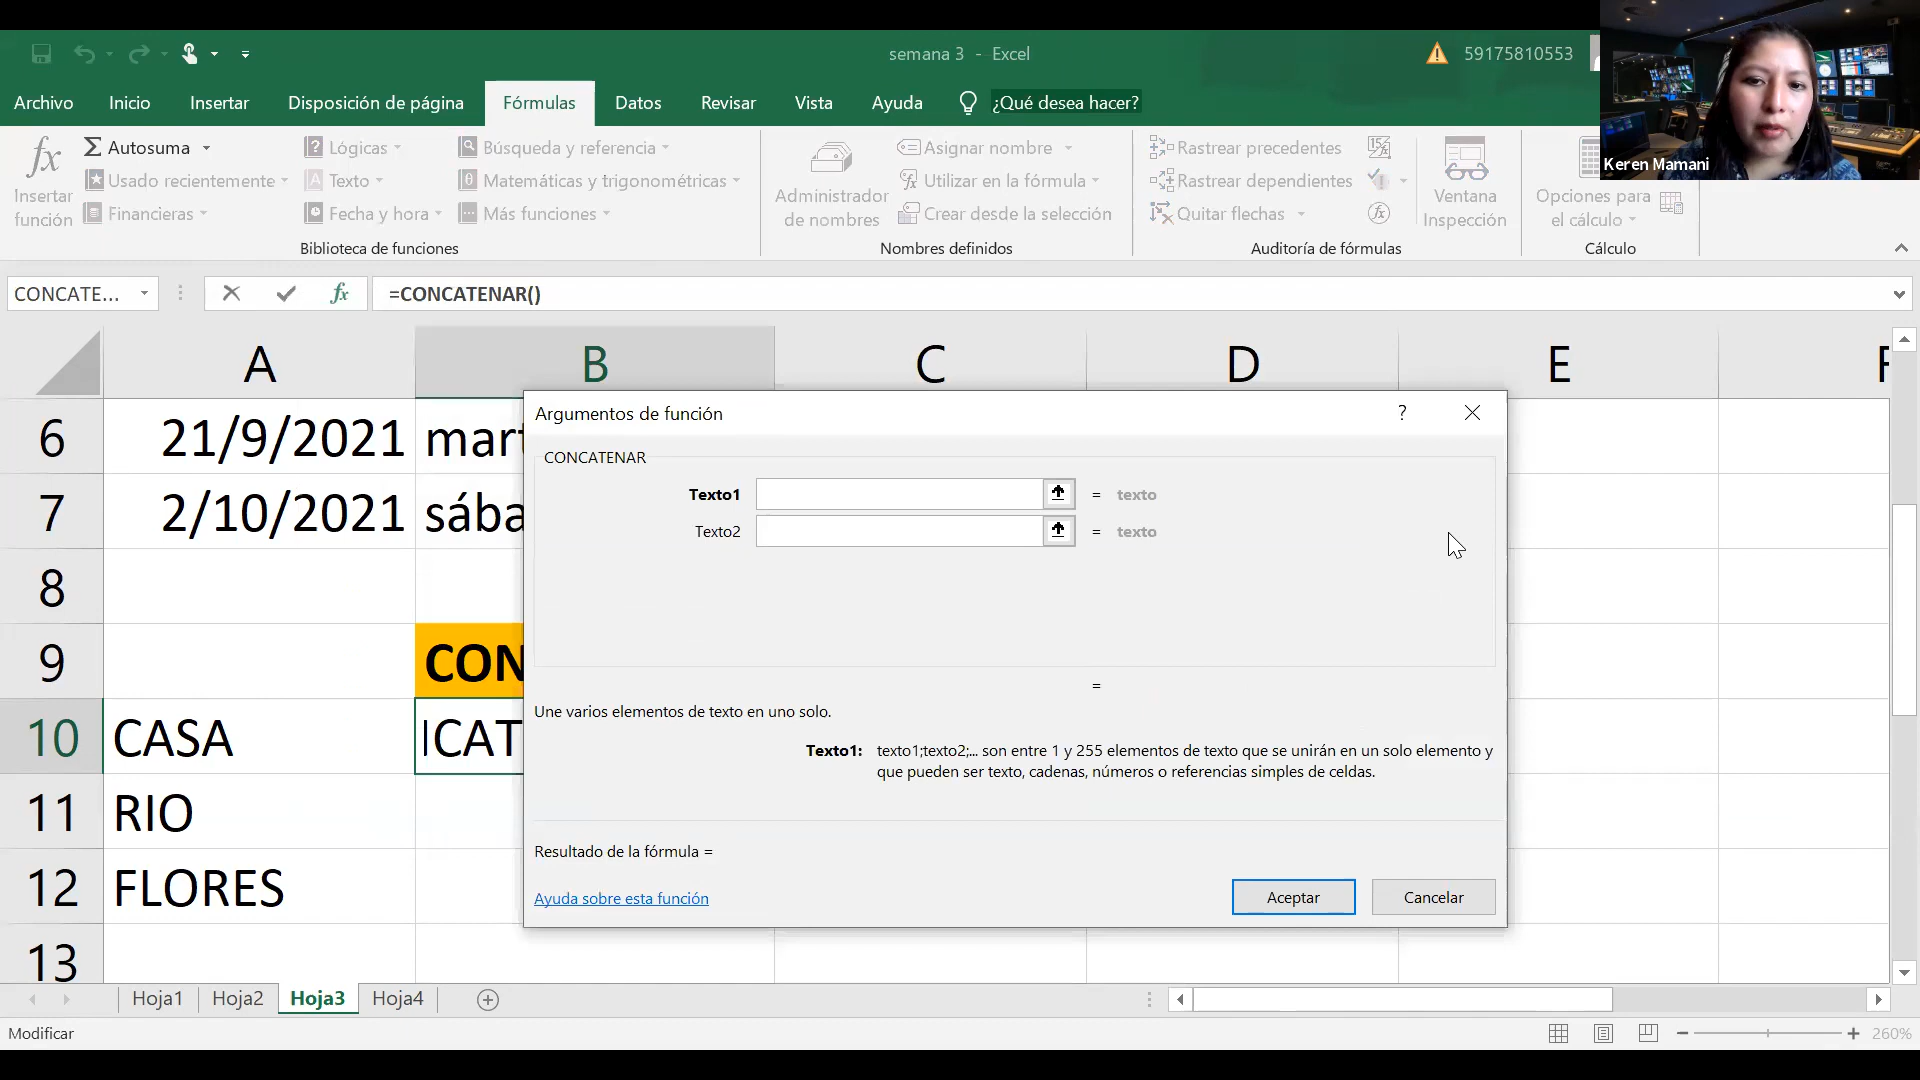 semana 3 - Excel
59175810553
Archivo Inicio Insertar Disposición de página Fórmulas Datos Revisar Vista Ayuda ¿Qué desea hacer?
Keren Mamani
fx
Insertar
función
Σ Autosuma
Usado recientemente
Financieras
Lógicas
Texto
Fecha y hora
Búsqueda y referencia
Matemáticas y trigonométricas
Más funciones
Biblioteca de funciones
Administrador
de nombres
Asignar nombre
Utilizar en la fórmula
Crear desde la selección
Nombres definidos
Rastrear precedentes
Rastrear dependientes
Quitar flechas
Ventana
Inspección
Auditoría de fórmulas
Opciones para
el cálculo
Cálculo
CONCATE... fx =CONCATENAR()
A B C D E
6 21/9/2021
7 2/10/2021
8
9 CON
10 CASA
11 RIO
12 FLORES
13
Argumentos de función ?
CONCATENAR
Texto1 = texto
Texto2 = texto
=
Une varios elementos de texto en uno solo.
Texto1: texto1;texto2;... son entre 1 y 255 elementos de texto que se unirán en un solo elemento y
que pueden ser texto, cadenas, números o referencias simples de celdas.
Resultado de la fórmula =
Ayuda sobre esta función
Aceptar Cancelar
Hoja1 Hoja2 Hoja3 Hoja4
Modificar
260%